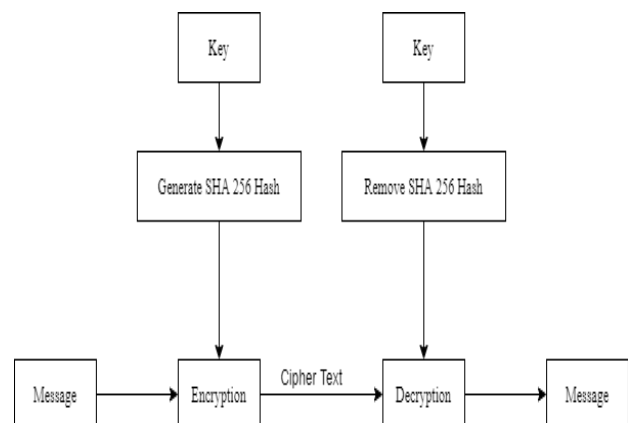 Key
Key
Generate SHA 256 Hash
Remove SHA 256 Hash
Message
Encryption
Cipher Text
Decryption
Message